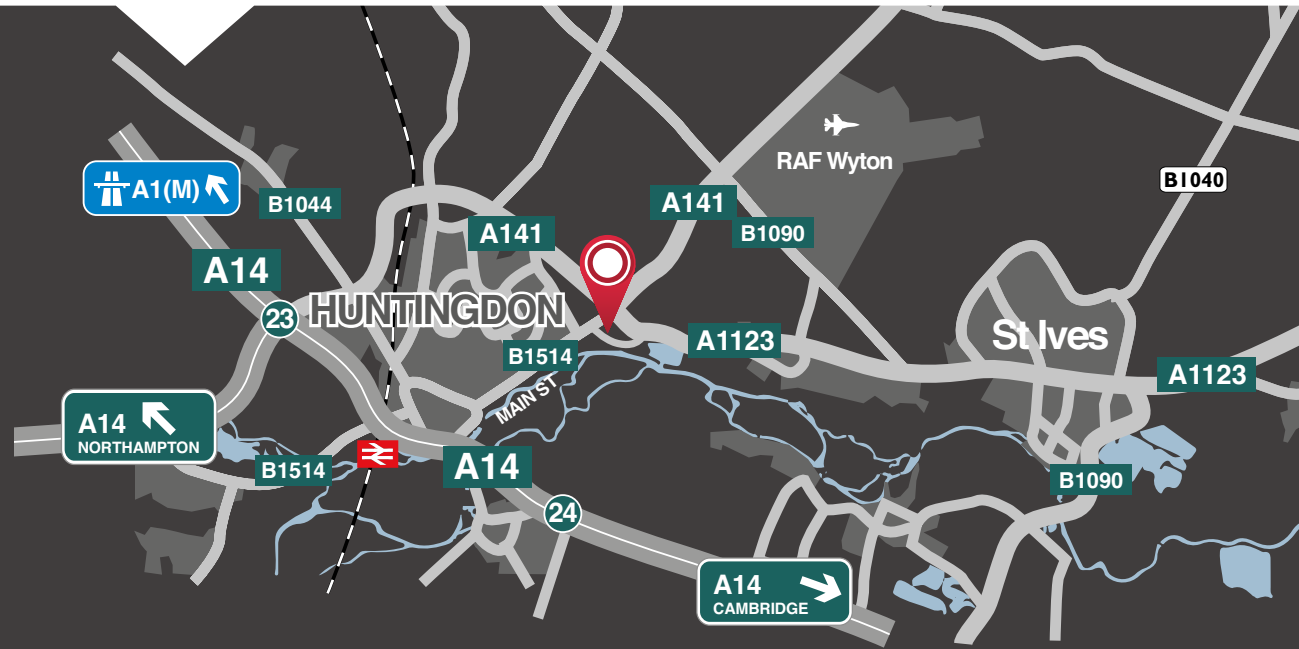 RAF Wyton
B1040
A1(M)
B1044
A141
A141
B1090
A14
23
HUNTINGDON
St Ives
A1123
B1514
A1123
MAIN ST
A14
NORTHAMPTON
B1514
A14
B1090
24
A14
CAMBRIDGE